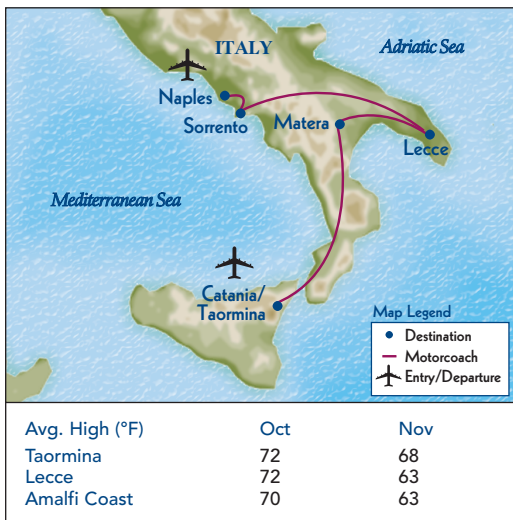 ITALY
Adriatic Sea
Naples
Sorrento
Matera
Lecce
Mediterranean Sea
Catania/
Taormina
Map Legend
Destination
Motorcoach
Entry/Departure
Avg. High (°F) Oct Nov
Taormina 72 68
Lecce 72 63
Amalfi Coast 70 63